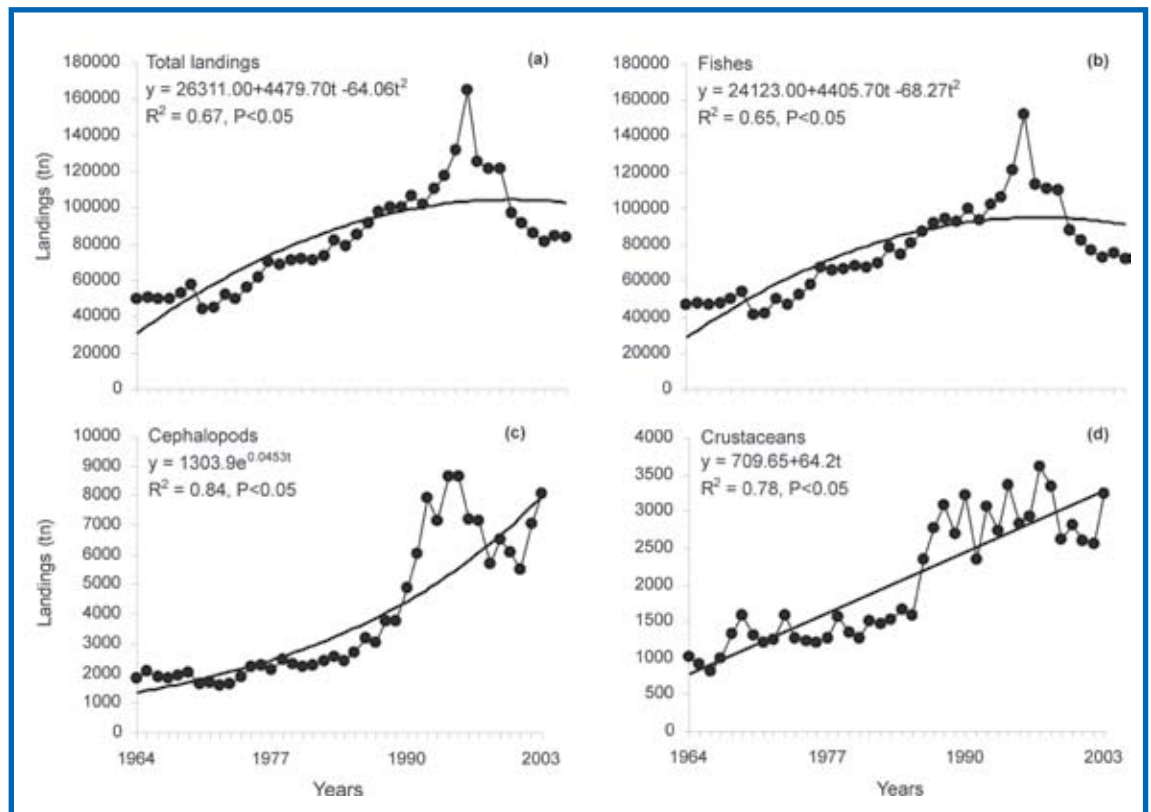 Total landings
(a)
y = 26311.00+4479.70t -64.06t²
R² = 0.67, P<0.05
Landings (tn)
180000
160000
140000
120000
100000
80000
60000
40000
20000
0
Fishes
(b)
y = 24123.00+4405.70t -68.27t²
R² = 0.65, P<0.05
180000
160000
140000
120000
100000
80000
60000
40000
20000
0
Cephalopods
(c)
y = 1303.9e^0.0453t
R² = 0.84, P<0.05
Landings (tn)
10000
9000
8000
7000
6000
5000
4000
3000
2000
1000
0
1964 1977 1990 2003
Years
Crustaceans
(d)
y = 709.65+64.2t
R² = 0.78, P<0.05
4000
3500
3000
2500
2000
1500
1000
500
0
1964 1977 1990 2003
Years